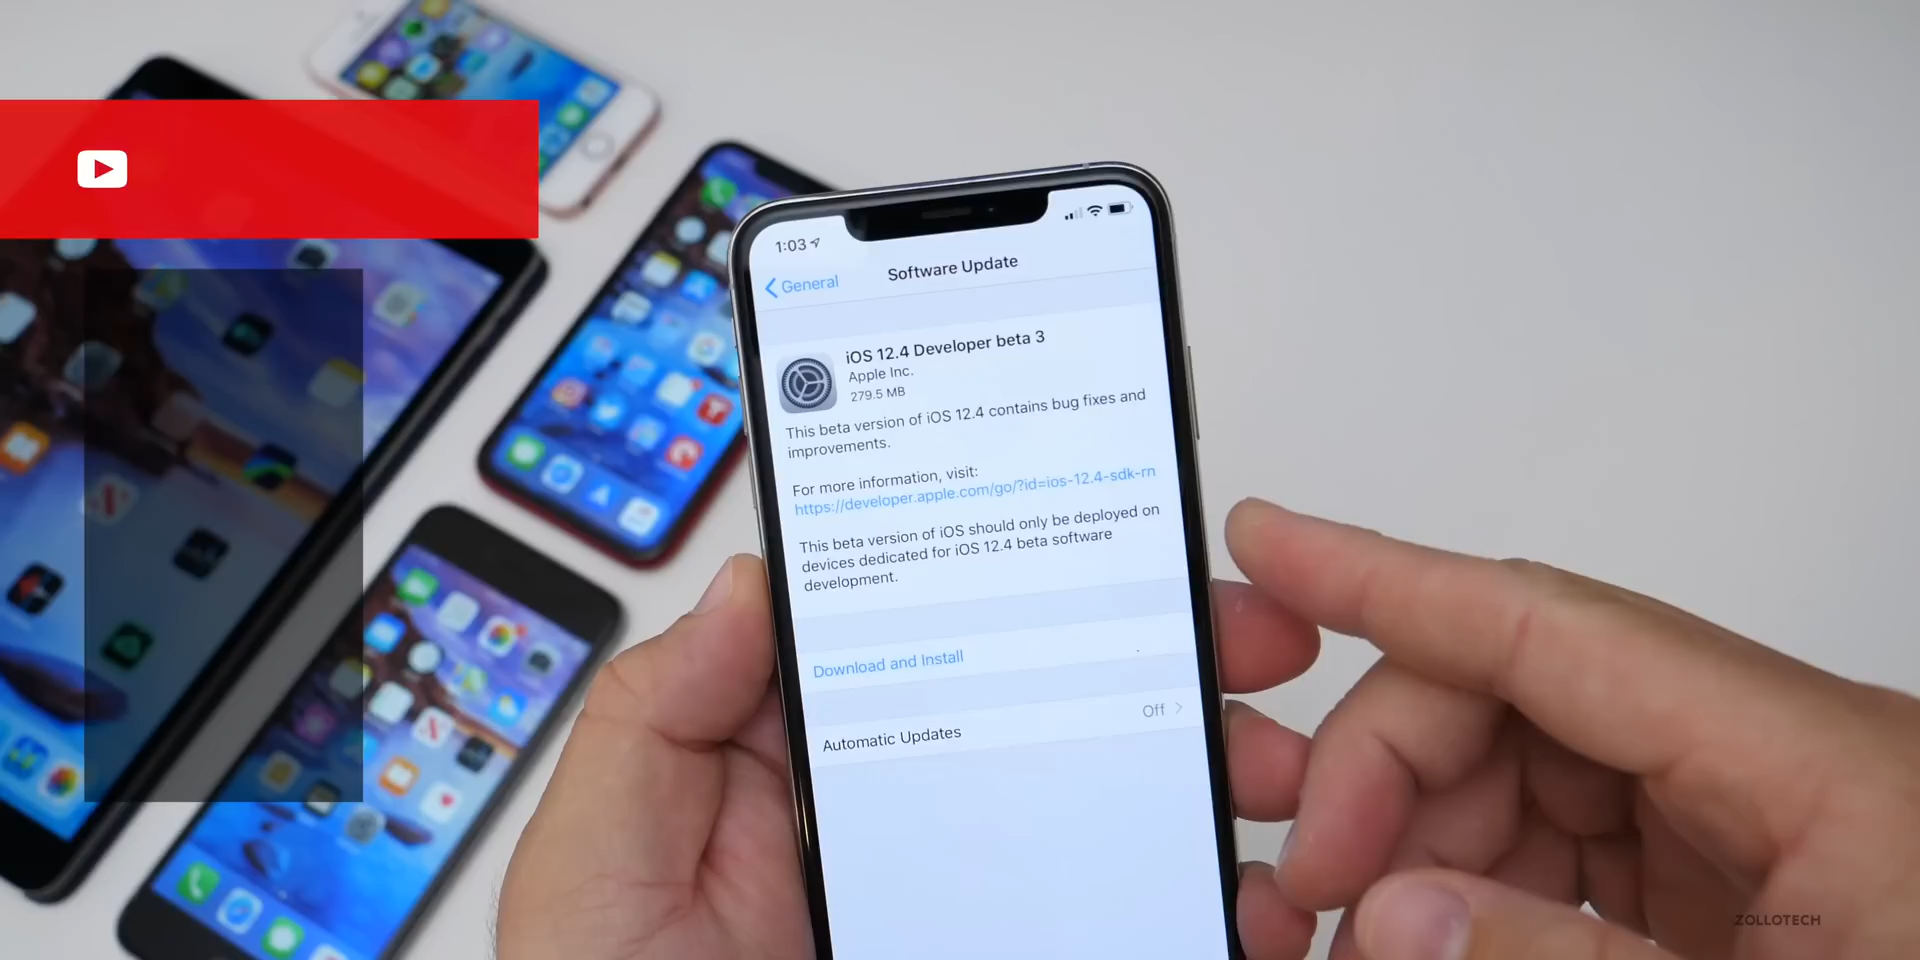 1:03
General
Software Update
iOS 12.4 Developer beta 3
Apple Inc.
279.5 MB
This beta version of iOS 12.4 contains bug fixes and
improvements.
For more information, visit:
https://developer.apple.com/go/?id=ios-12.4-sdk-rn
This beta version of iOS should only be deployed on
devices dedicated for iOS 12.4 beta software
development.
Download and Install
Automatic Updates Off
ZOLLOTECH